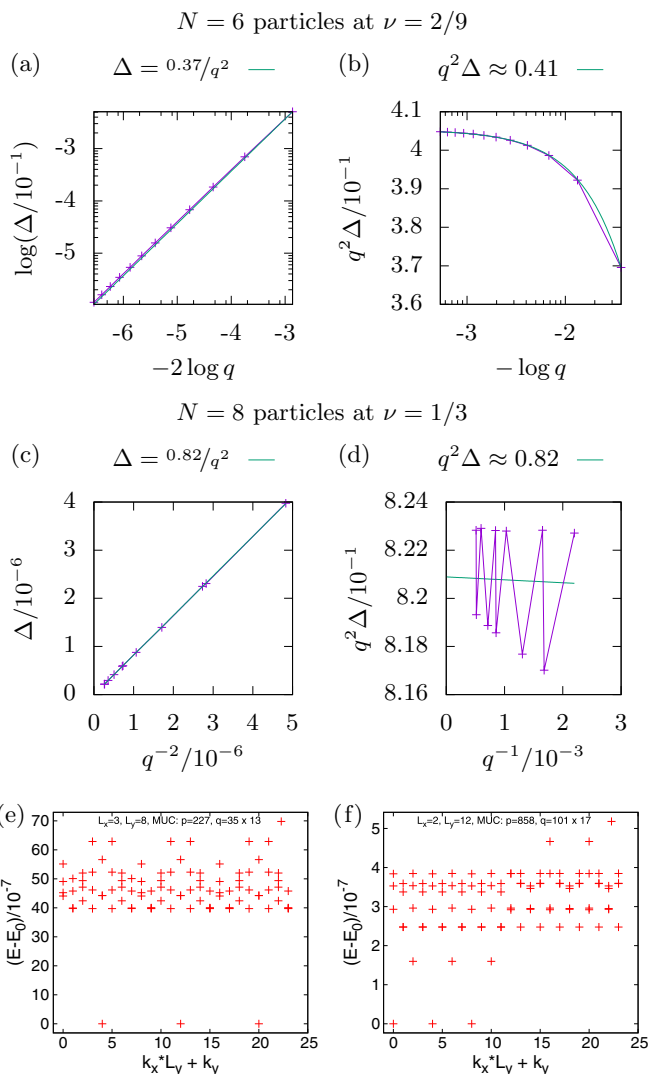 N = 6 particles at ν = 2/9
(a) Δ = 0.37/q² (b) q²Δ ≈ 0.41
log(Δ/10⁻¹)
-3
-4
-5
-6 -5 -4 -3
−2 log q
q²Δ/10⁻¹
4.1
4
3.9
3.8
3.7
3.6
-3 -2
− log q
N = 8 particles at ν = 1/3
(c) Δ = 0.82/q² (d) q²Δ ≈ 0.82
Δ/10⁻⁶
4
3
2
1
0
0 1 2 3 4 5
q⁻²/10⁻⁶
q²Δ/10⁻¹
8.24
8.22
8.2
8.18
8.16
0 1 2 3
q⁻¹/10⁻³
(e)
L_x=3, L_y=8, MUC: p=227, q=35 x 13
(E-E₀)/10⁻⁷
70
60
50
40
30
20
10
0
0 5 10 15 20 25
k_x*L_y + k_y
(f)
L_x=2, L_y=12, MUC: p=858, q=101 x 17
(E-E₀)/10⁻⁷
5
4
3
2
1
0
0 5 10 15 20 25
k_x*L_y + k_y